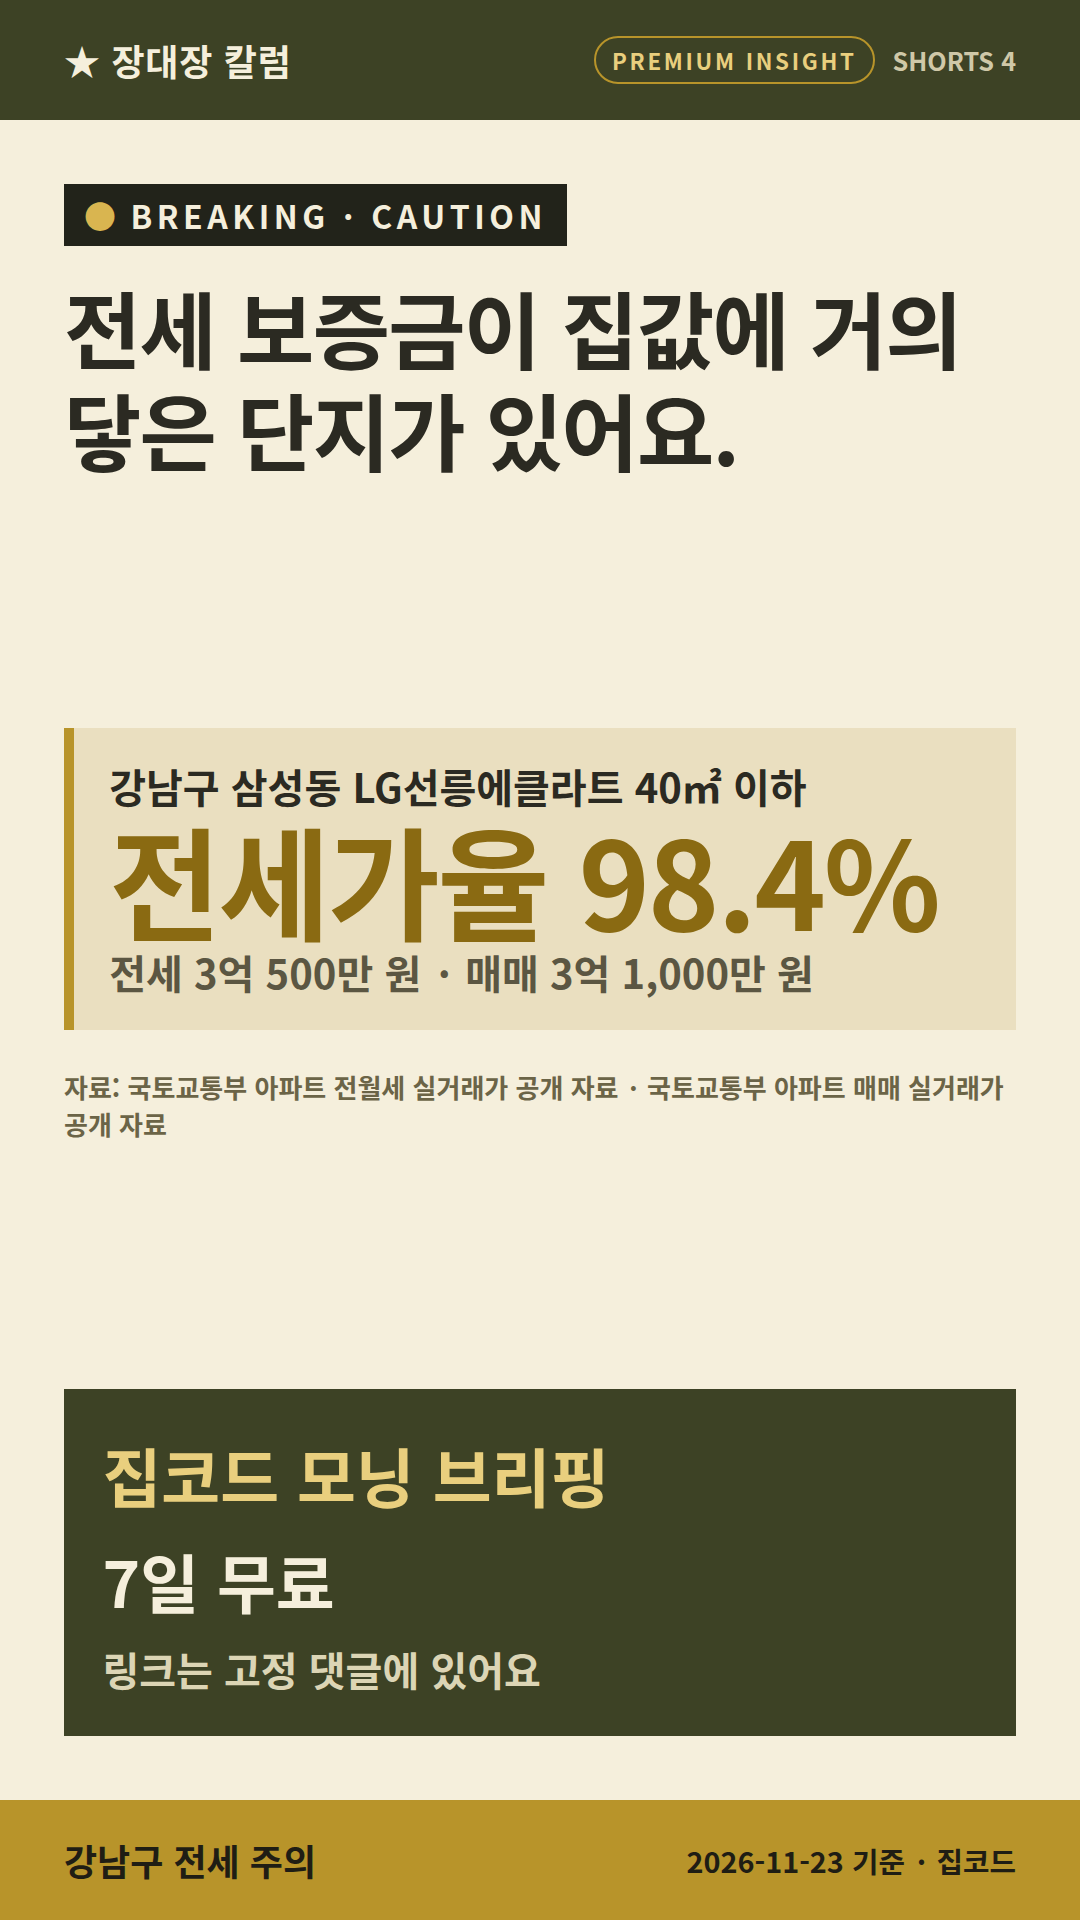 ★ 장대장 칼럼
PREMIUM INSIGHT
SHORTS 4
BREAKING · CAUTION
전세 보증금이 집값에 거의
닿은 단지가 있어요.
강남구 삼성동 LG선릉에클라트 40㎡ 이하
전세가율 98.4%
전세 3억 500만 원 · 매매 3억 1,000만 원
자료: 국토교통부 아파트 전월세 실거래가 공개 자료 · 국토교통부 아파트 매매 실거래가
공개 자료
집코드 모닝 브리핑
7일 무료
링크는 고정 댓글에 있어요
강남구 전세 주의
2026-11-23 기준 · 집코드